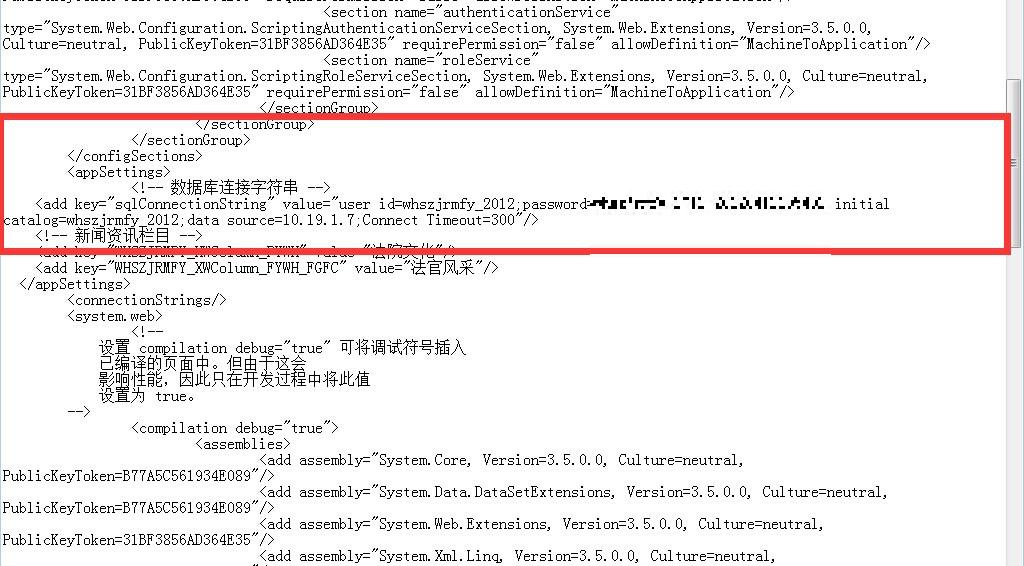 <section name="authenticationService"
type="System.Web.Configuration.ScriptingAuthenticationServiceSection, System.Web.Extensions, Version=3.5.0.0,
Culture=neutral, PublicKeyToken=31BF3856AD364E35" requirePermission="false" allowDefinition="MachineToApplication"/>
<section name="roleService"
type="System.Web.Configuration.ScriptingRoleServiceSection, System.Web.Extensions, Version=3.5.0.0, Culture=neutral,
PublicKeyToken=31BF3856AD364E35" requirePermission="false" allowDefinition="MachineToApplication"/>
</sectionGroup>
</sectionGroup>
</sectionGroup>
</configSections>
<appSettings>
<!-- 数据库连接字符串 -->
<add key="sqlConnectionString" value="user id=whszjrmfy_2012;password= initial
catalog=whszjrmfy_2012;data source=10.19.1.7;Connect Timeout=300"/>
<!-- 新闻资讯栏目 -->
<add key="WHSZJRMFY_XWColumn_FYWH" value="法院文化"/>
<add key="WHSZJRMFY_XWColumn_FYWH_FGFC" value="法官风采"/>
</appSettings>
<connectionStrings/>
<system.web>
<!--
设置 compilation debug="true" 可将调试符号插入
已编译的页面中。但由于这会
影响性能，因此只在开发过程中将此值
设置为 true。
-->
<compilation debug="true">
<assemblies>
<add assembly="System.Core, Version=3.5.0.0, Culture=neutral,
PublicKeyToken=B77A5C561934E089"/>
<add assembly="System.Data.DataSetExtensions, Version=3.5.0.0, Culture=neutral,
PublicKeyToken=B77A5C561934E089"/>
<add assembly="System.Web.Extensions, Version=3.5.0.0, Culture=neutral,
PublicKeyToken=31BF3856AD364E35"/>
<add assembly="System.Xml.Linq, Version=3.5.0.0, Culture=neutral,